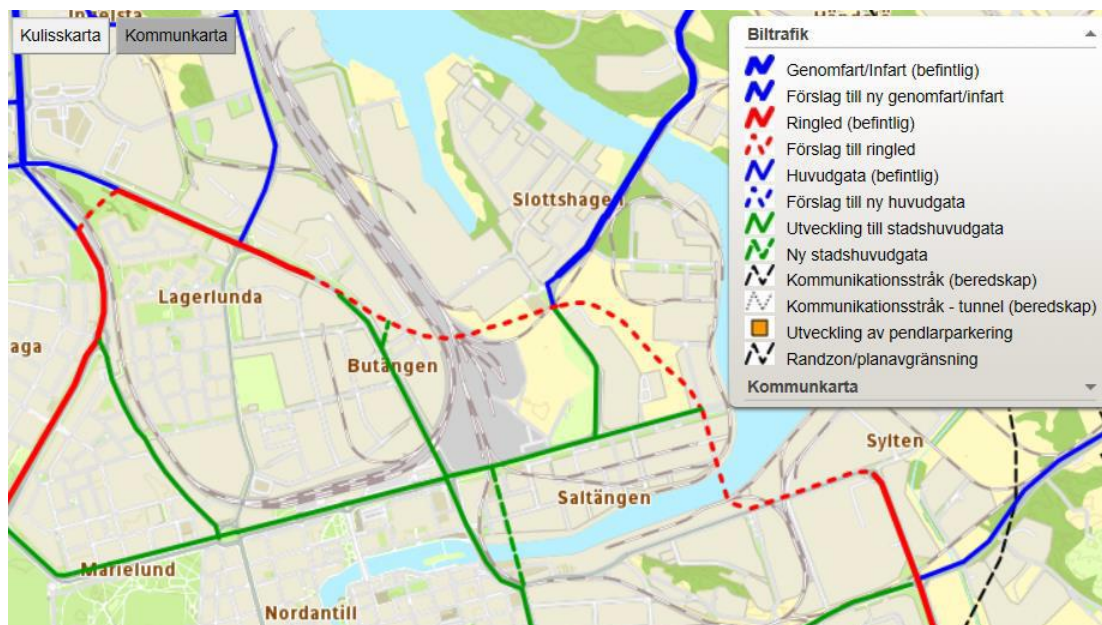 Ingelsta
Händelö
Kulisskarta
Kommunkarta
Biltrafik
Genomfart/Infart (befintlig)
Förslag till ny genomfart/infart
Ringled (befintlig)
Förslag till ringled
Huvudgata (befintlig)
Förslag till ny huvudgata
Utveckling till stadshuvudgata
Ny stadshuvudgata
Kommunikationsstråk (beredskap)
Kommunikationsstråk - tunnel (beredskap)
Utveckling av pendlarparkering
Randzon/planavgränsning
Kommunkarta
Slottshagen
Lagerlunda
aga
Butängen
Sylten
Saltängen
Marielund
Nordantill